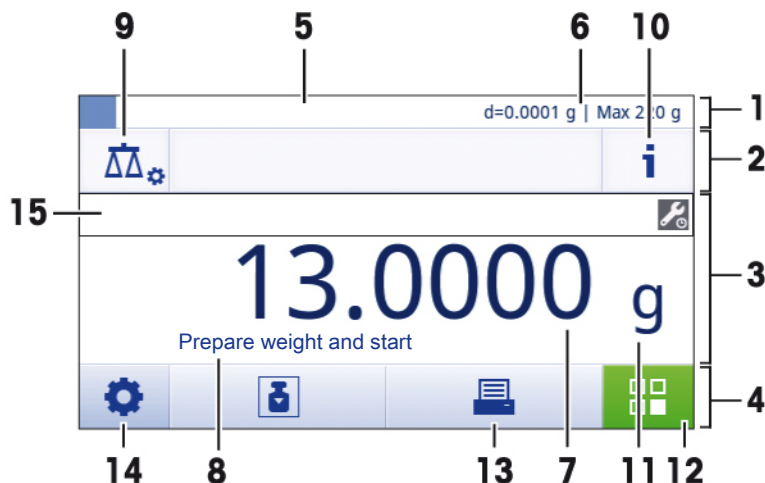 9 5 6 10
d=0.0001 g | Max 220 g 1
i 2
15
13.0000 g 3
Prepare weight and start
4
14 8 13 7 11 12